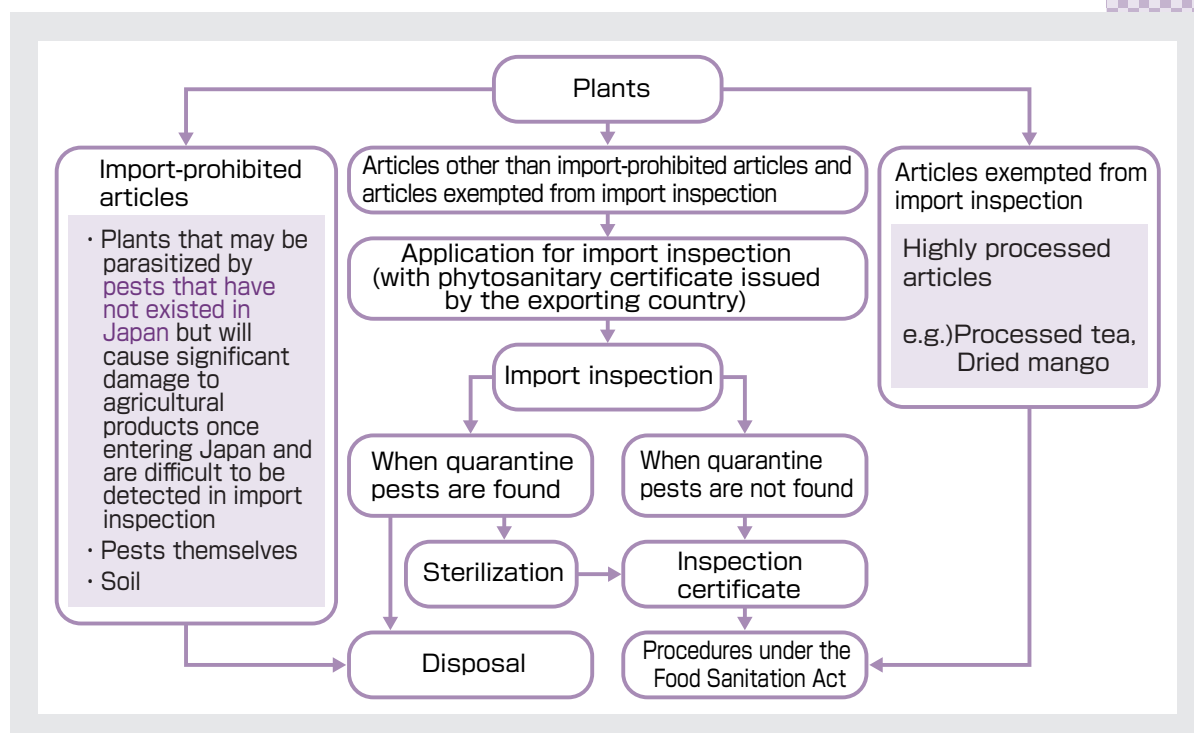 Plants
Import-prohibited
articles
・Plants that may be
parasitized by
pests that have
not existed in
Japan but will
cause significant
damage to
agricultural
products once
entering Japan and
are difficult to be
detected in import
inspection
・Pests themselves
・Soil
Articles other than import-prohibited articles and
articles exempted from import inspection
Application for import inspection
(with phytosanitary certificate issued
by the exporting country)
Import inspection
When quarantine
pests are found
When quarantine
pests are not found
Sterilization
Inspection
certificate
Disposal
Procedures under the
Food Sanitation Act
Articles exempted from
import inspection
Highly processed
articles
e.g.)Processed tea,
Dried mango